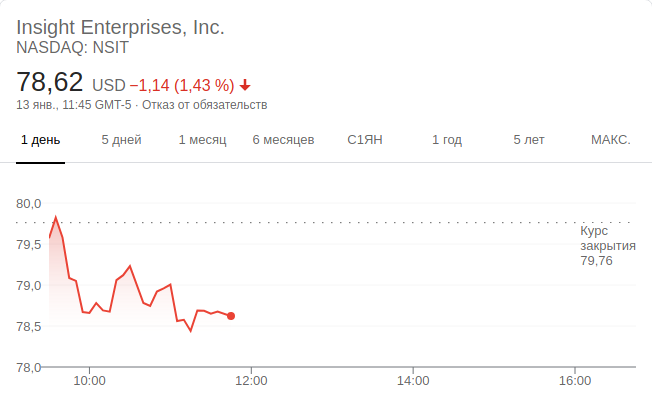 Insight Enterprises, Inc.
NASDAQ: NSIT
78,62 USD −1,14 (1,43 %)
13 янв., 11:45 GMT-5 · Отказ от обязательств
1 день 5 дней 1 месяц 6 месяцев С1ЯН 1 год 5 лет МАКС.
80,0
79,5
79,0
78,5
78,0
Курс
закрытия
79,76
10:00 12:00 14:00 16:00